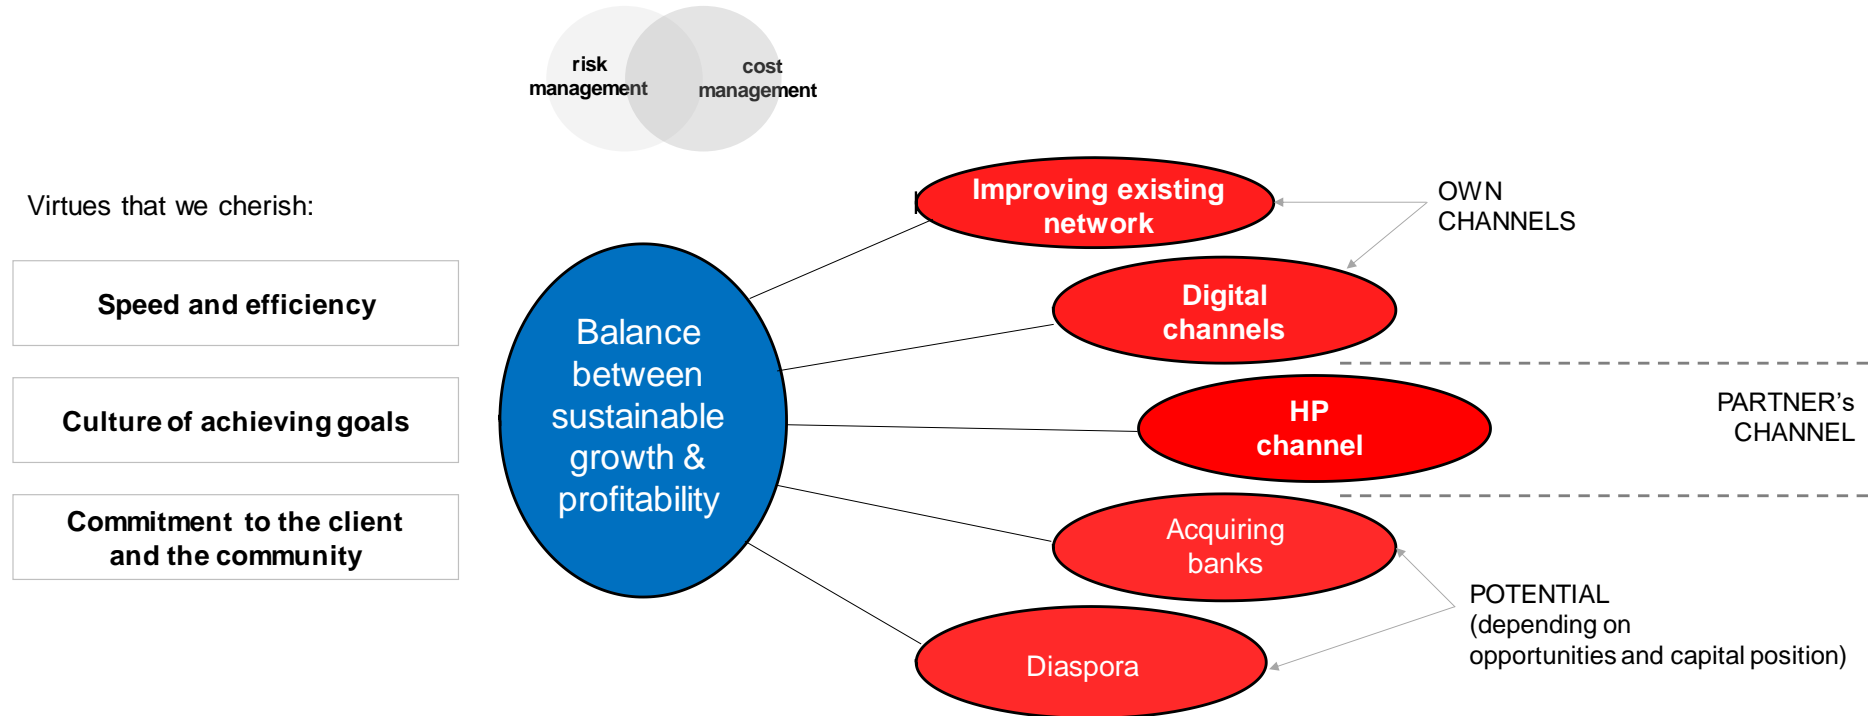 risk
management
cost
management
Virtues that we cherish:
Speed and efficiency
Culture of achieving goals
Commitment to the client
and the community
Balance
between
sustainable
growth &
profitability
Improving existing
network
Digital
channels
HP
channel
Acquiring
banks
Diaspora
OWN
CHANNELS
PARTNER's
CHANNEL
POTENTIAL
(depending on
opportunities and capital position)